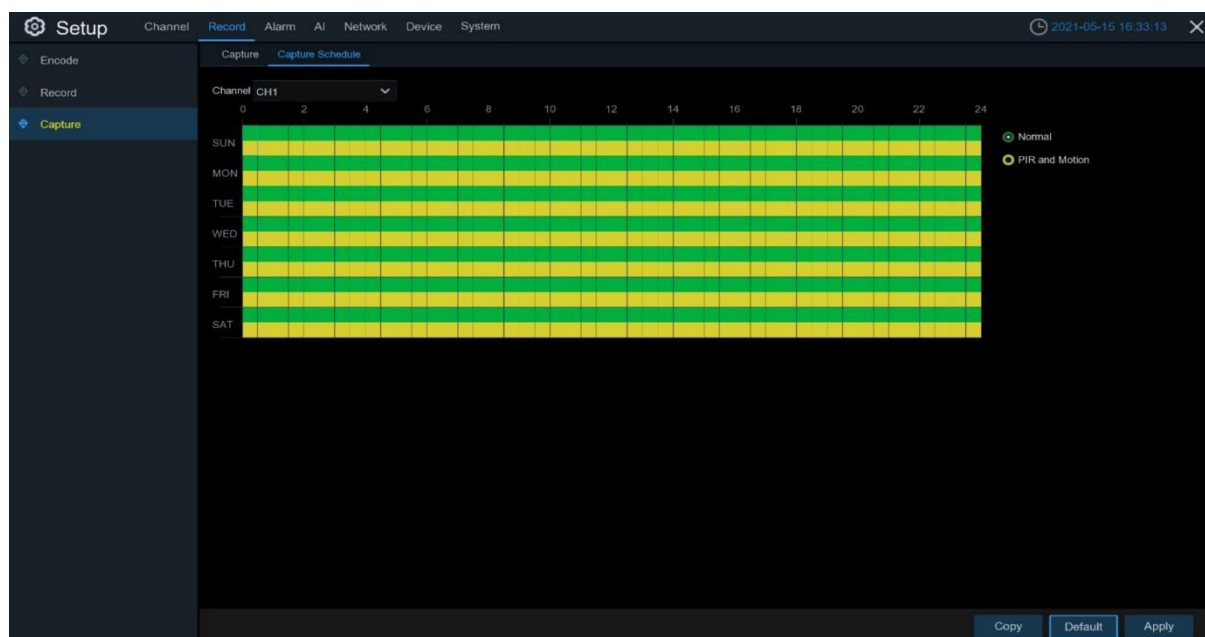 Setup Channel Record Alarm AI Network Device System 2021-05-15 16:33:13
Encode
Record
Capture
Capture Capture Schedule
Channel CH1
0 2 4 6 8 10 12 14 16 18 20 22 24
SUN
MON
TUE
WED
THU
FRI
SAT
Normal
PIR and Motion
Copy Default Apply